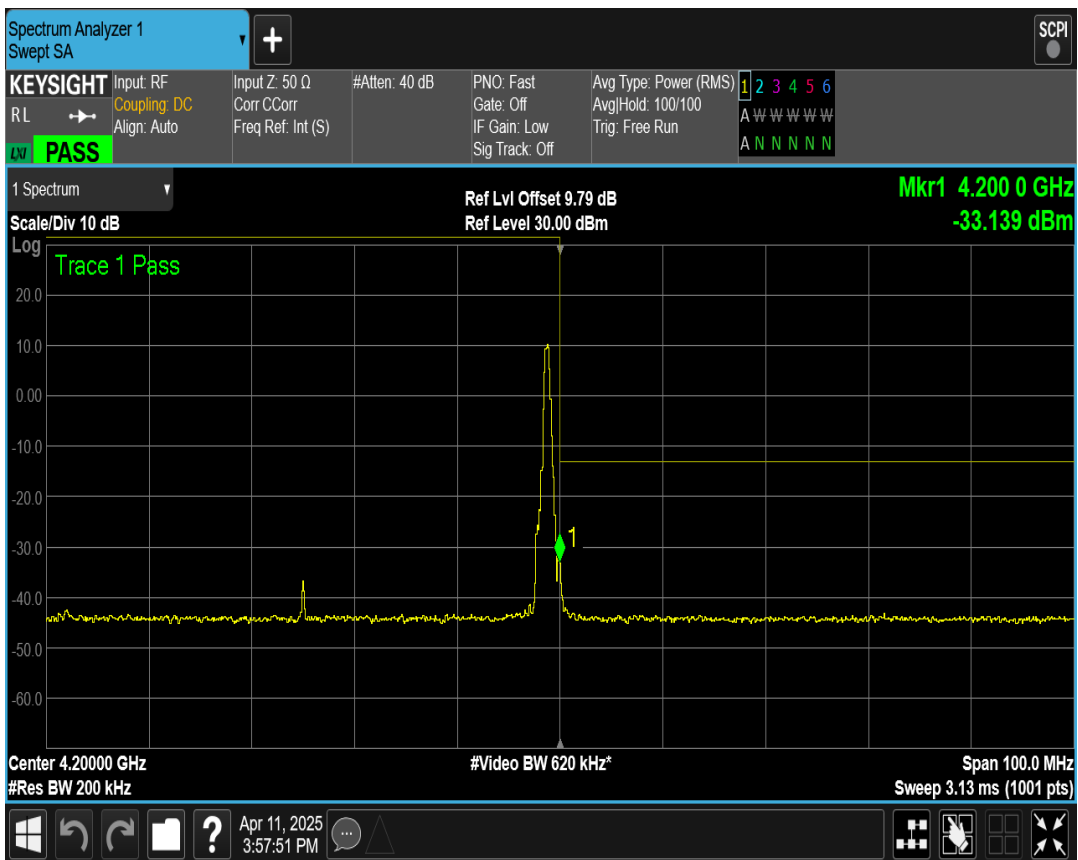 Spectrum Analyzer 1
Swept SA
+
SCPI
KEYSIGHT
R L
LXI PASS
Input: RF
Coupling: DC
Align: Auto
Input Z: 50 Ω
Corr CCorr
Freq Ref: Int (S)
#Atten: 40 dB
PNO: Fast
Gate: Off
IF Gain: Low
Sig Track: Off
Avg Type: Power (RMS)
Avg|Hold: 100/100
Trig: Free Run
1 2 3 4 5 6
A W W W W W
A N N N N N
1 Spectrum
Scale/Div 10 dB
Ref Lvl Offset 9.79 dB
Ref Level 30.00 dBm
Mkr1 4.200 0 GHz
-33.139 dBm
Log
Trace 1 Pass
20.0
10.0
0.00
-10.0
-20.0
-30.0
1
-40.0
-50.0
-60.0
Center 4.20000 GHz
#Res BW 200 kHz
#Video BW 620 kHz*
Span 100.0 MHz
Sweep 3.13 ms (1001 pts)
?
Apr 11, 2025
3:57:51 PM